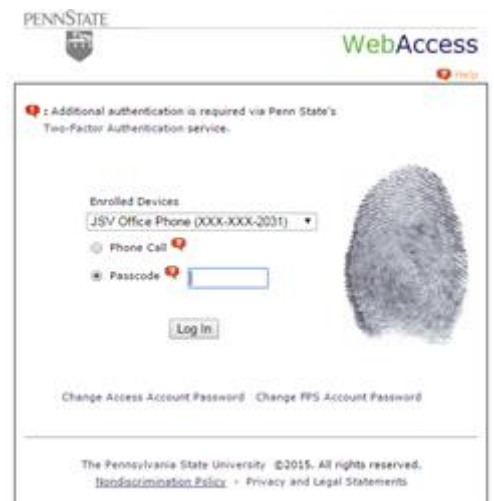 PENNSTATE
WebAccess
Help
: Additional authentication is required via Penn State's
Two-Factor Authentication service.
Enrolled Devices
JSV Office Phone (XXX-XXX-2031)
Phone Call
Passcode
Log In
Change Access Account Password Change FPS Account Password
The Pennsylvania State University ©2015. All rights reserved.
Nondiscrimination Policy - Privacy and Legal Statements